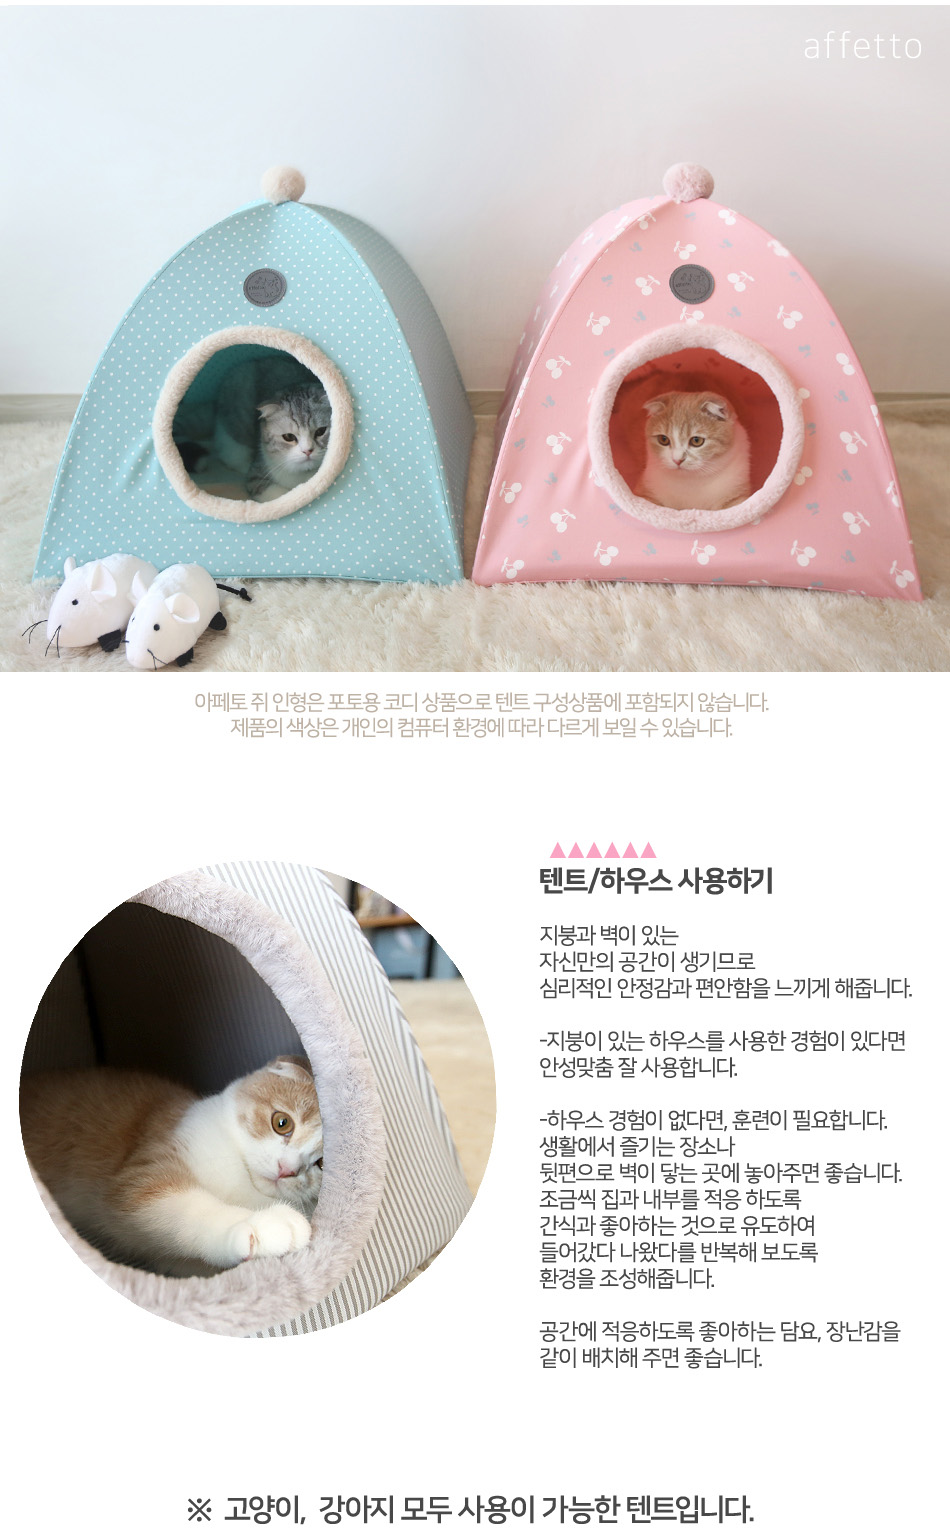 affetto
아페토 쥐 인형은 포토용 코디 상품으로 텐트 구성상품에 포함되지 않습니다.
제품의 색상은 개인의 컴퓨터 환경에 따라 다르게 보일 수 있습니다.
텐트/하우스 사용하기
지붕과 벽이 있는
자신만의 공간이 생기므로
심리적인 안정감과 편안함을 느끼게 해줍니다.
-지붕이 있는 하우스를 사용한 경험이 있다면
안성맞춤 잘 사용합니다.
-하우스 경험이 없다면, 훈련이 필요합니다.
생활에서 즐기는 장소나
뒷편으로 벽이 닿는 곳에 놓아주면 좋습니다.
조금씩 집과 내부를 적응 하도록
간식과 좋아하는 것으로 유도하여
들어갔다 나왔다를 반복해 보도록
환경을 조성해줍니다.
공간에 적응하도록 좋아하는 담요, 장난감을
같이 배치해 주면 좋습니다.
※ 고양이, 강아지 모두 사용이 가능한 텐트입니다.